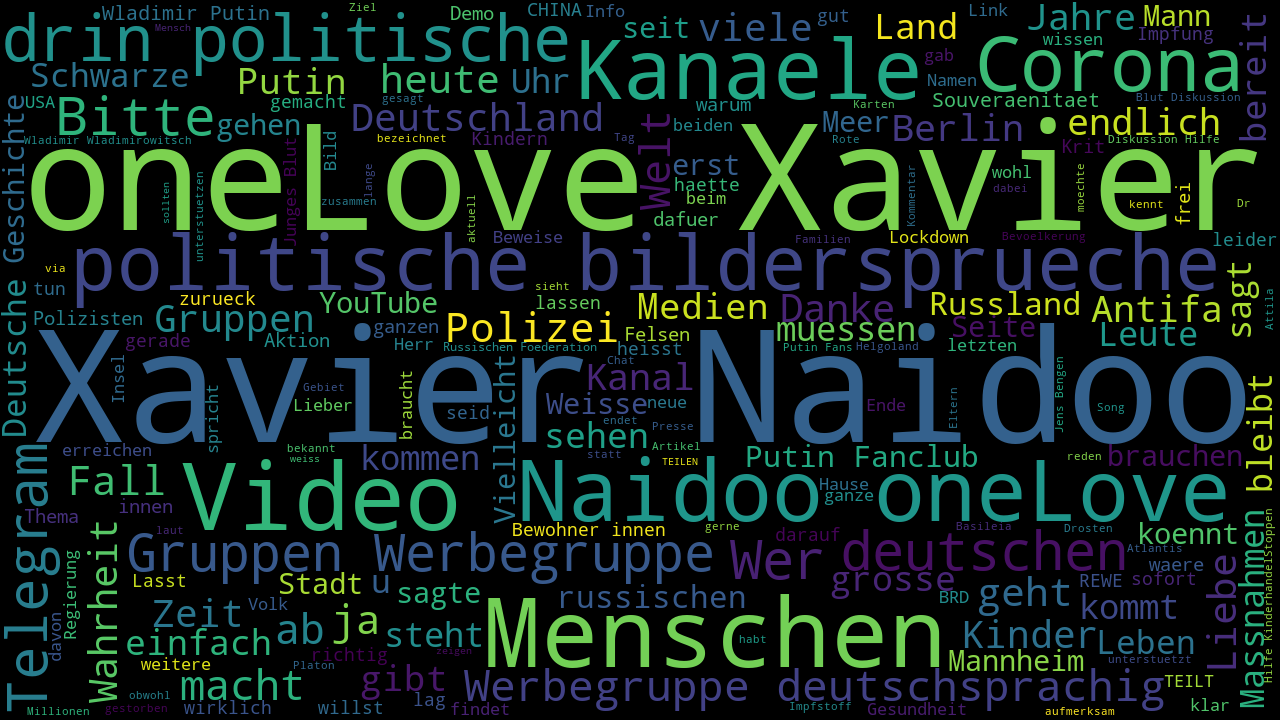 Wladimir Putin
Ziel
Demo
CHINA
Info
seit
viele
gut
Link
Jahre
Mann
Mensch
drin politische
Kanaele
Land
wissen
Impfung
bereit
Schwarze
Putin
heute
Uhr
gab
Namen
Corona
USA
Bitte
gemacht
gesagt
warum
Karten
Souveraenitaet
Blut Diskussion
gehen
Deutschland
Welt
beiden
Meer
Berlin
endlich
Wladimir Wladimirowitsch
Bild
bezeichnet
Kindern
Tag
Rote
Krit
Diskussion Hilfe
Deutsche Geschichte
oneLove Xavier
Junges Blut
lange
erst
haette
beim
dafuer
Kommentar
wohl
dabei
moechte
kennt
frei
Dr
sollten
unterstuetzen
zusammen
aktuell
politische bildersprueche
Beweise
Familien
Lockdown
Bevoelkerung
leider
via
tun
zurueck
YouTube
sieht
lassen
Medien
Danke
Russland
Antifa
sagt
Attila
Polizisten
Gruppen
Aktion
ganzen
Polizei
Felsen
muessen
Seite
Leute
gerade
Herr
Russischen Foederation
heisst
Putin Fans
Helgoland
letzten
Xavier Naidoo
Insel
Chat
Gebiet
Lieber
braucht
seid
Kanal
Weisse
neue
Ende
Eltern
Jens Bengen
Song
bleibt
spricht
endet
Presse
erreichen
bekannt
weiss
sehen
statt
Artikel
TEILEN
reden
brauchen
Telegram
Fall
Video
kommen
Vielleicht
Putin Fanclub
Hause
ganze
Thema
innen
Naidoo oneLove
laut
Bewohner innen
gerne
darauf
Basileia
Drosten
koennt
Wahrheit
Gruppen Werbegruppe
Wer
deutschen
Atlantis
waere
Massnahmen
Hilfe KinderhandelStoppen
Regierung
Lasst
Stadt
u
sagte
russischen
grosse
BRD
geht
REWE
sofort
Liebe
Zeit
Volk
ja
kommt
davon
einfach
ab
steht
Menschen
habt
Kinder
Leben
weitere
richtig
zeigen
Mannheim
unterstuetzt
obwohl
macht
Platon
gibt
Werbegruppe deutschsprachig
TEILT
Millionen
gestorben
wirklich
willst
lag
findet
Impfstoff
Gesundheit
aufmerksam
klar